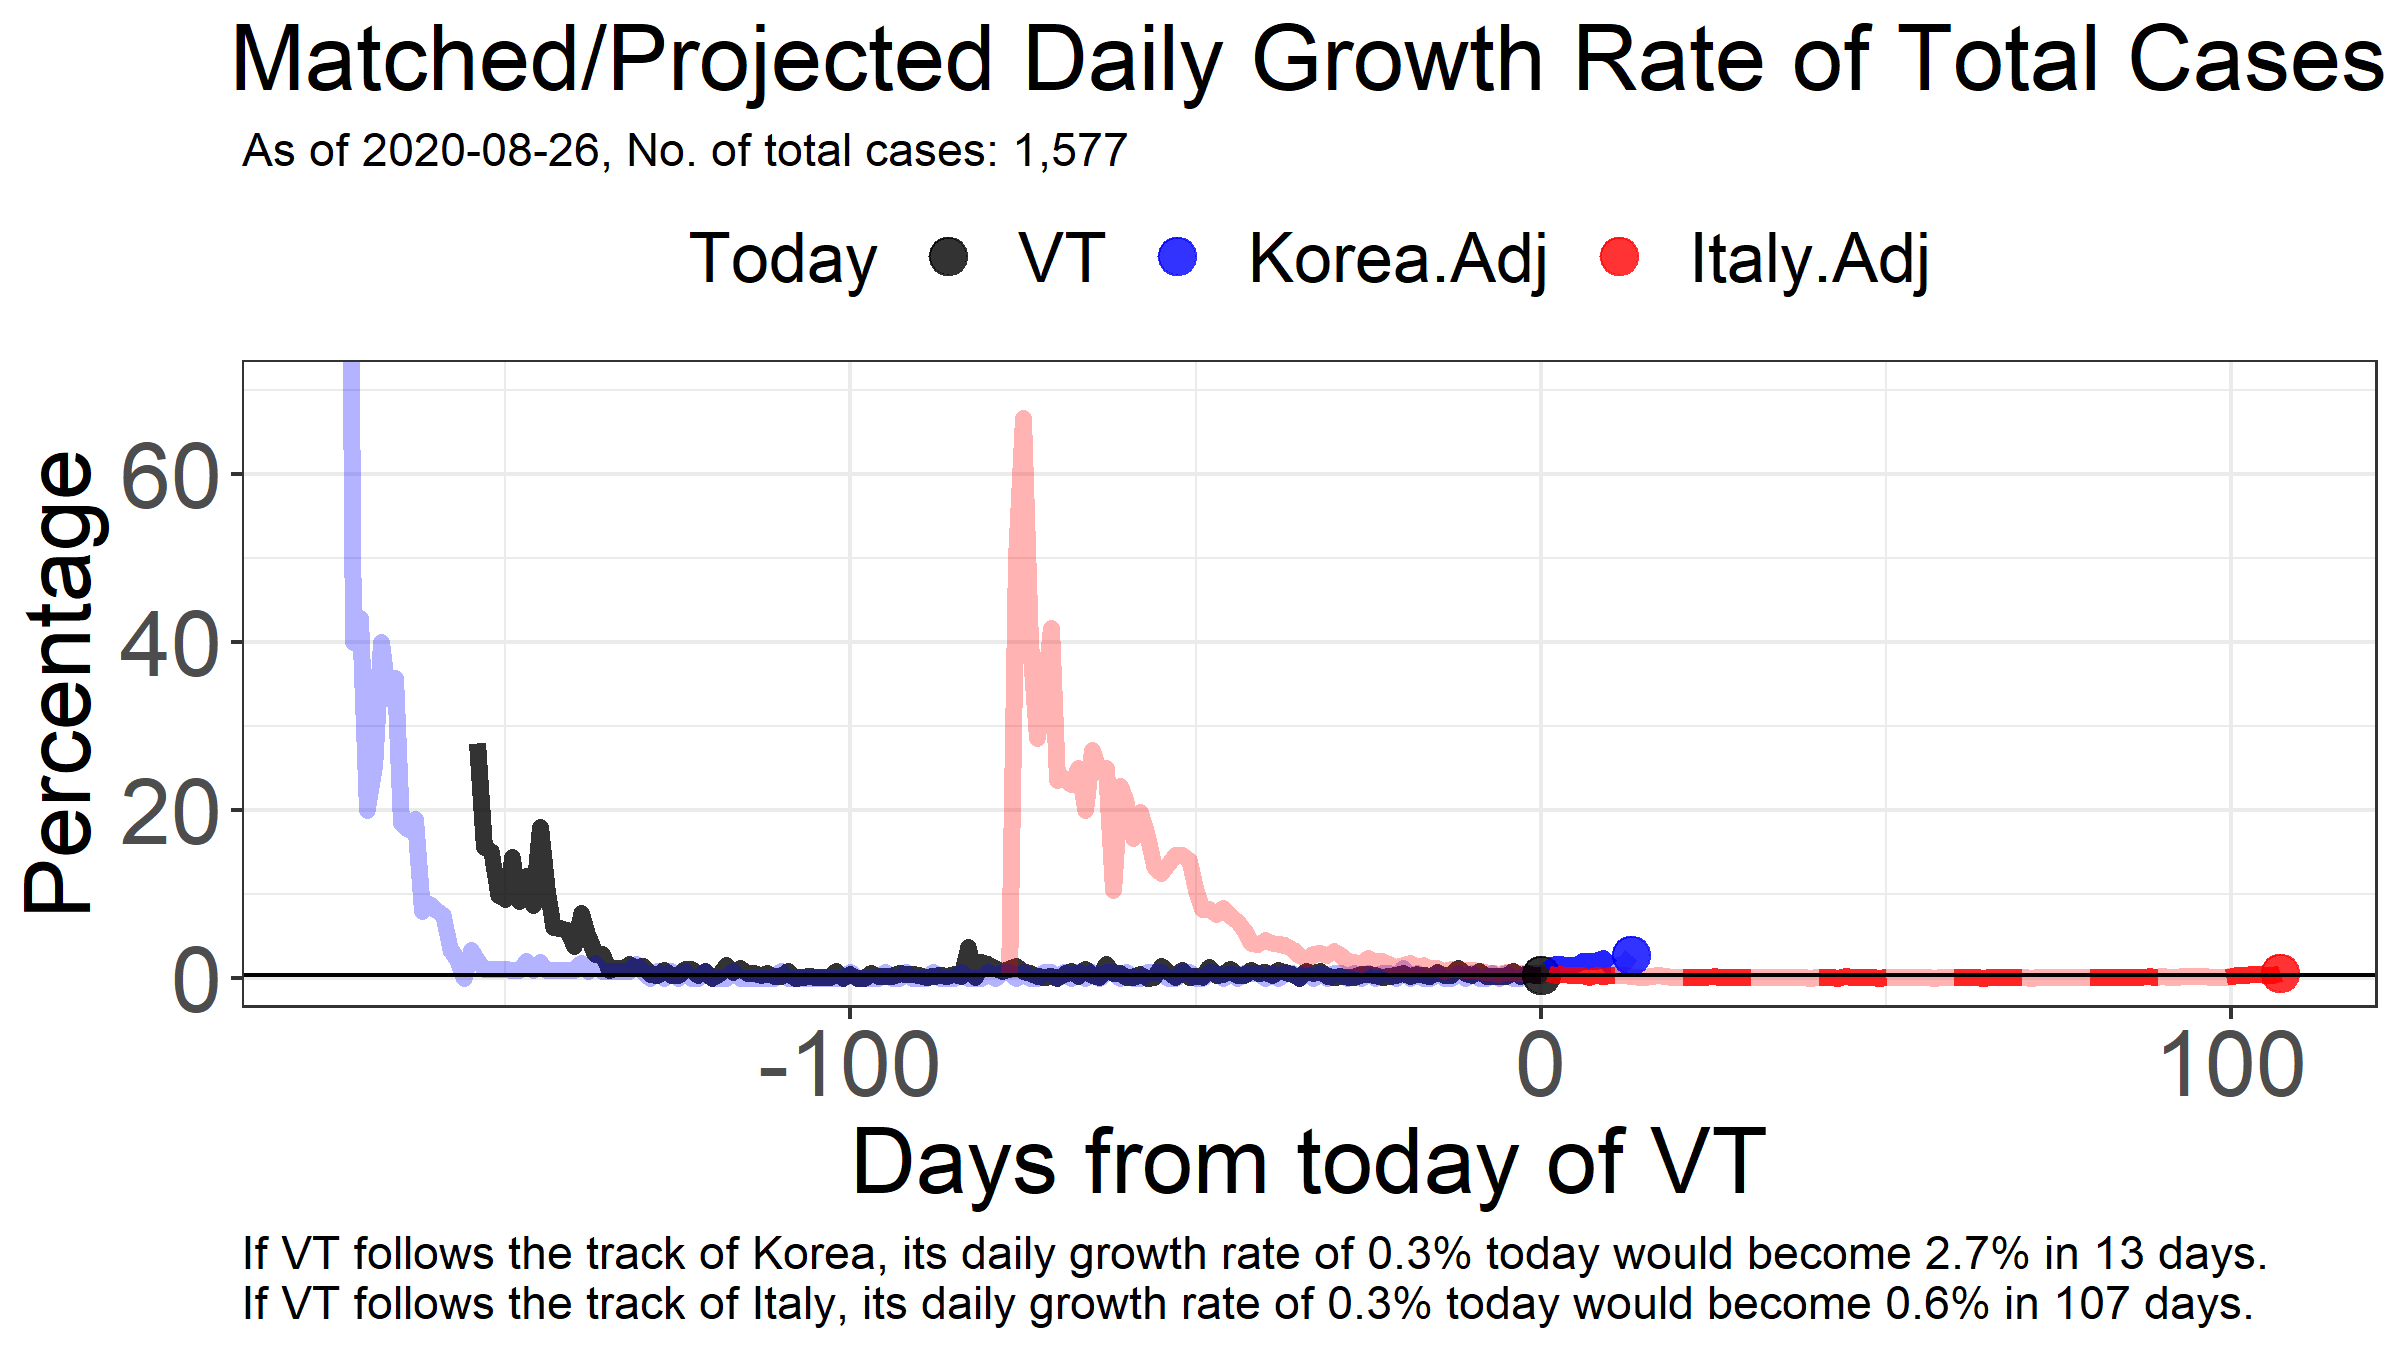 Matched/Projected Daily Growth Rate of Total Cases
As of 2020-08-26, No. of total cases: 1,577
Today VT Korea.Adj Italy.Adj
Percentage
60
40
20
0
-100 0 100
Days from today of VT
If VT follows the track of Korea, its daily growth rate of 0.3% today would become 2.7% in 13 days.
If VT follows the track of Italy, its daily growth rate of 0.3% today would become 0.6% in 107 days.